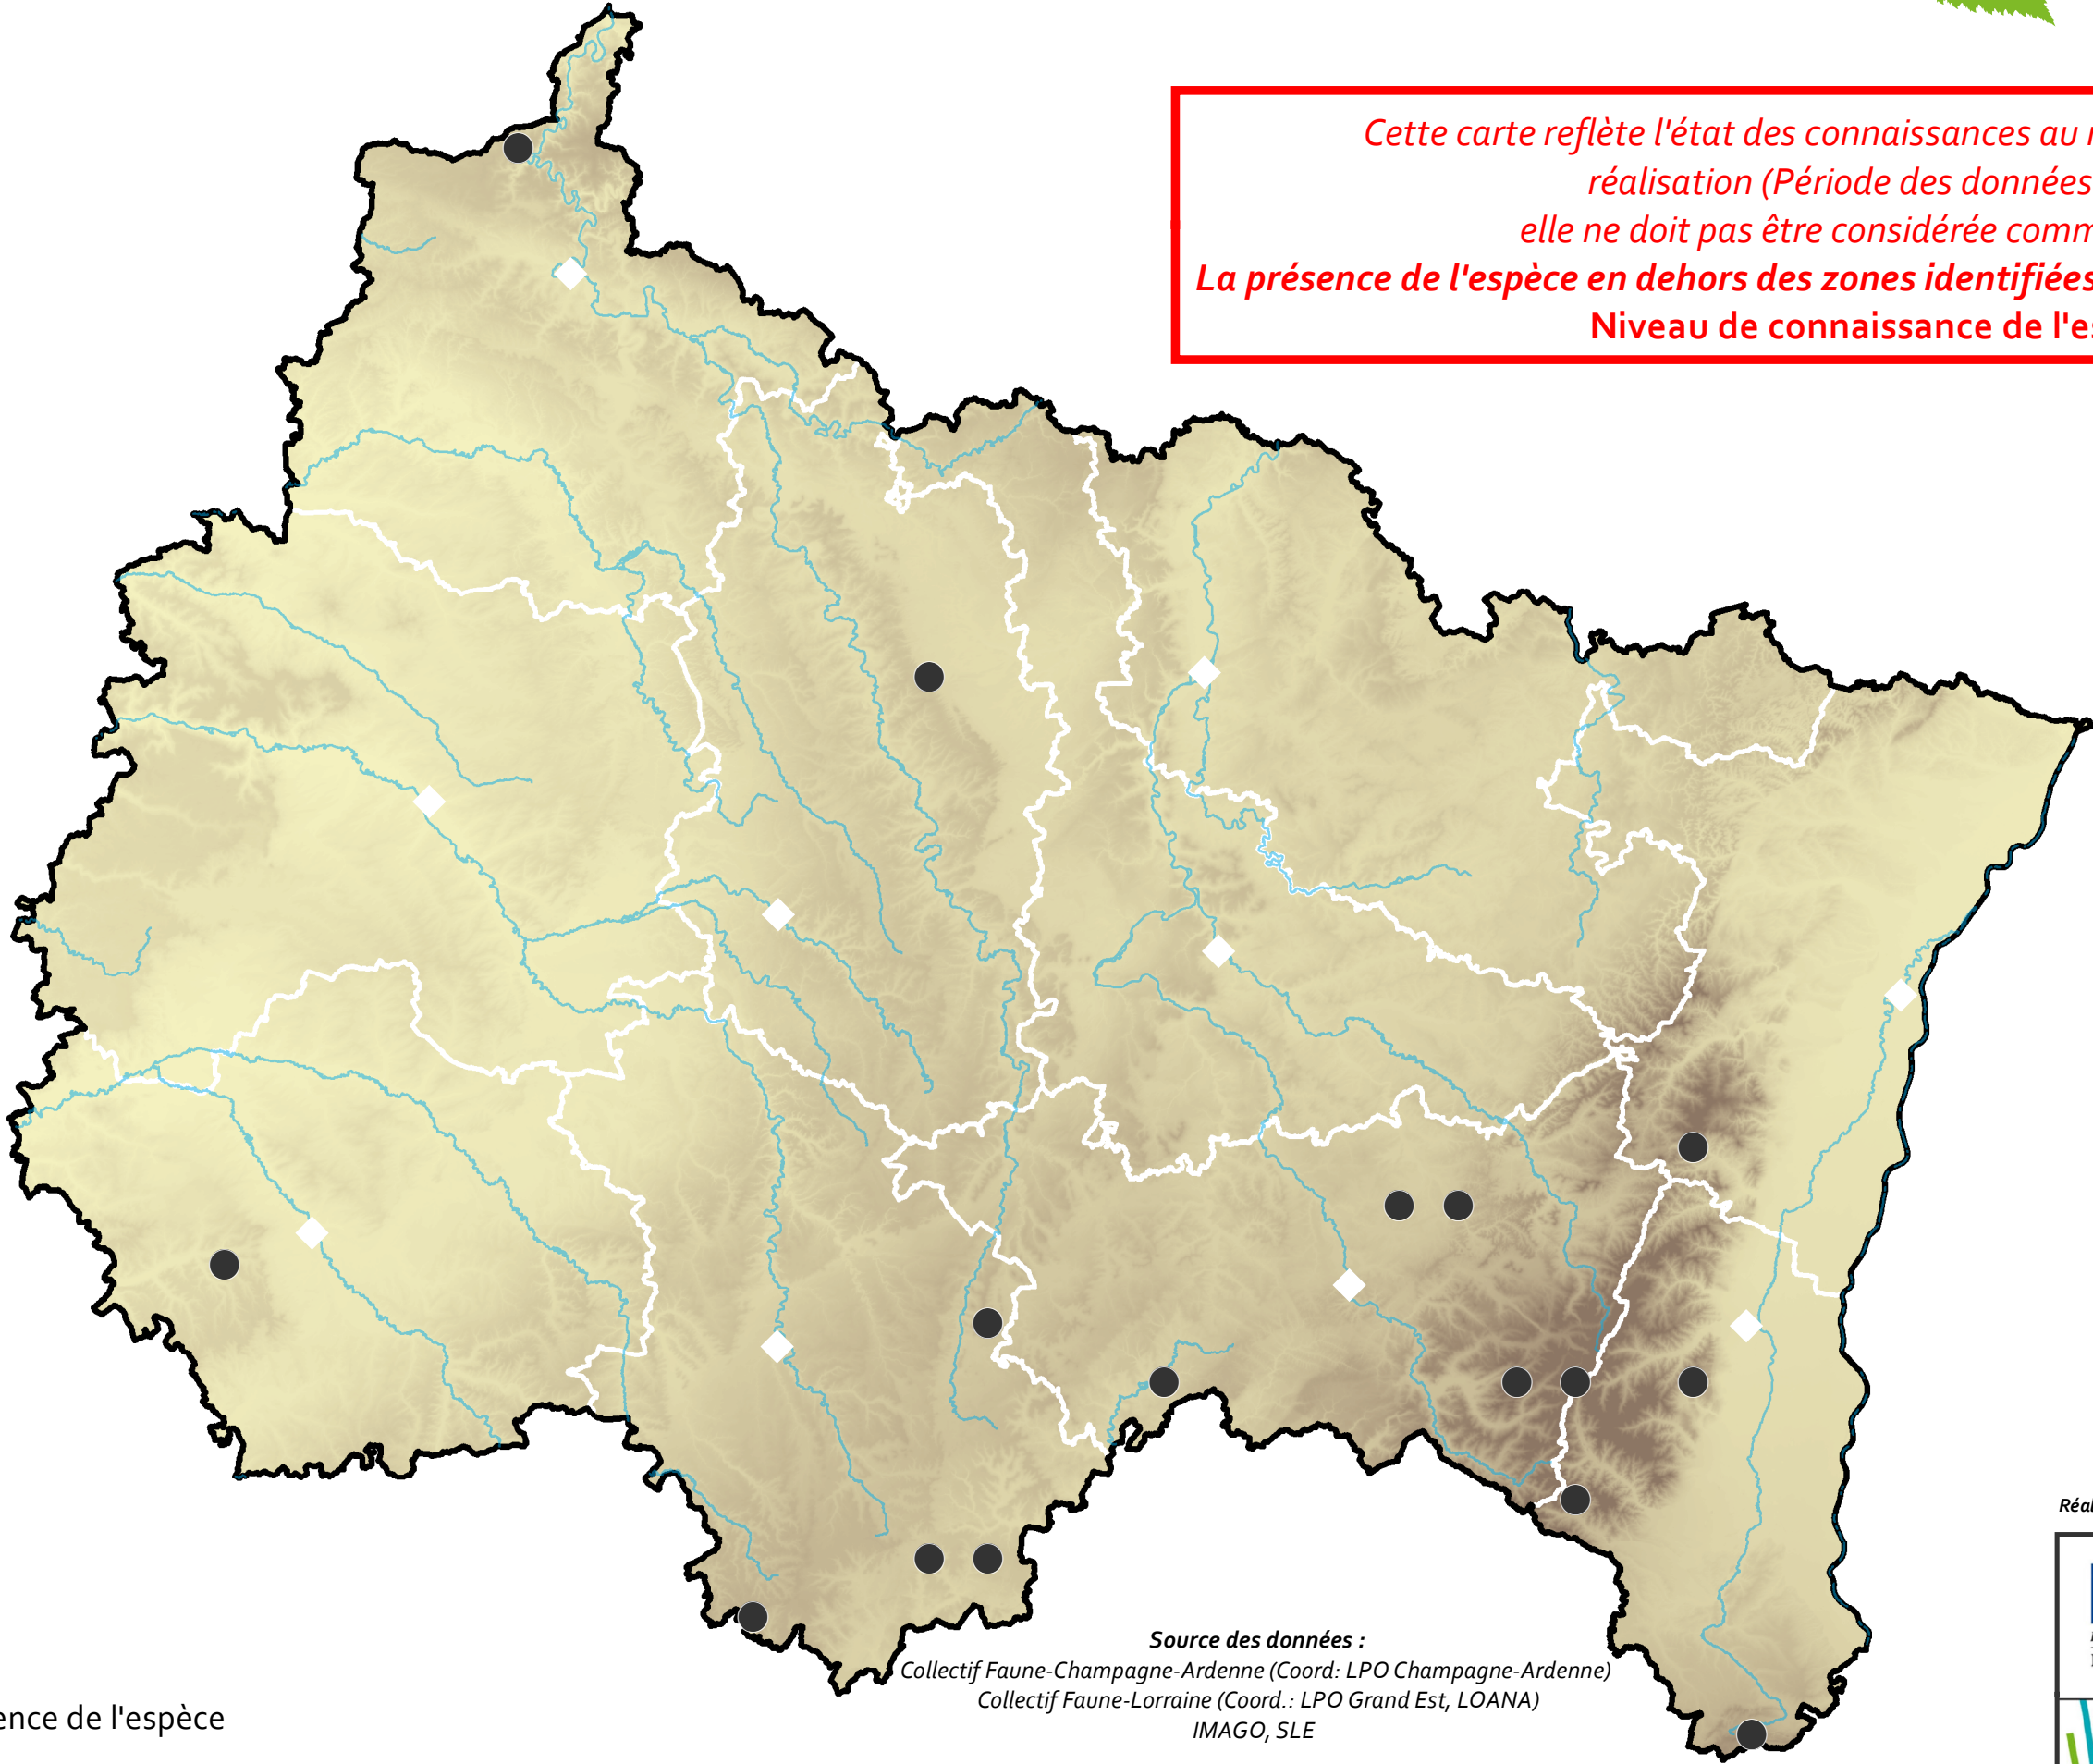 Cette carte reflète l'état des connaissances au
réalisation (Période des données
elle ne doit pas être considérée comm
La présence de l'espèce en dehors des zones identifiées
Niveau de connaissance de l'es
Réal
Source des données :
Collectif Faune-Champagne-Ardenne (Coord: LPO Champagne-Ardenne)
Collectif Faune-Lorraine (Coord.: LPO Grand Est, LOANA)
IMAGO, SLE
ence de l'espèce